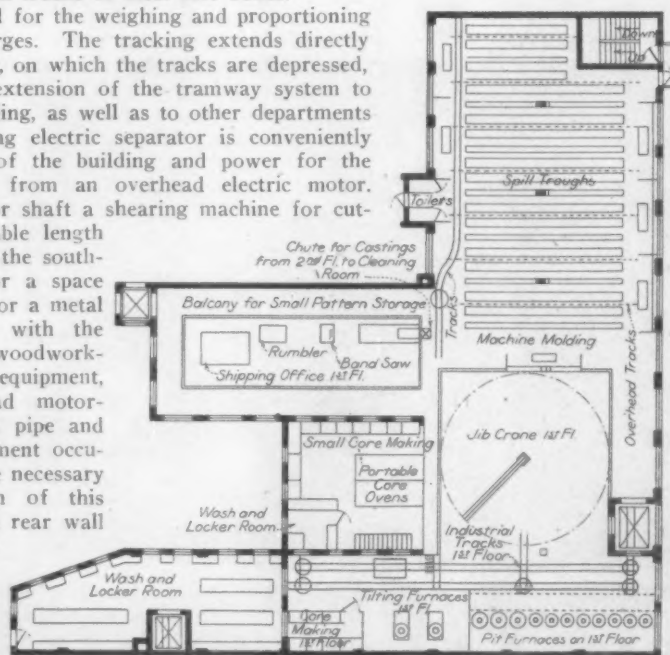 d for the weighing and proportioning
rges. The tracking extends directly
, on which the tracks are depressed,
extension of the tramway system to
ing, as well as to other departments
ng electric separator is conveniently
of the building and power for the
from an overhead electric motor.
r shaft a shearing machine for cut-
ble length
the south-
r a space
or a metal
with the
woodwork-
equipment,
ad motor-
pipe and
ment occu-
e necessary
n of this
rear wall
Down
Up
Spill Troughs
Toilets
Chute for Castings
from 2nd Fl. to Cleaning
Room
Tracks
Balcony for Small Pattern Storage
Rumbler
Band Saw
Shipping Office 1st Fl.
Machine Molding
Overhead Tracks
Small Core Making
Portable
Core
Ovens
Jib Crane 1st Fl.
Wash and
Locker Room
Industrial
Tracks
1st Floor
Wash and
Locker Room
Core
Making
1st Floor
Tilting Furnaces
1st Fl.
Pit Furnaces on 1st Floor